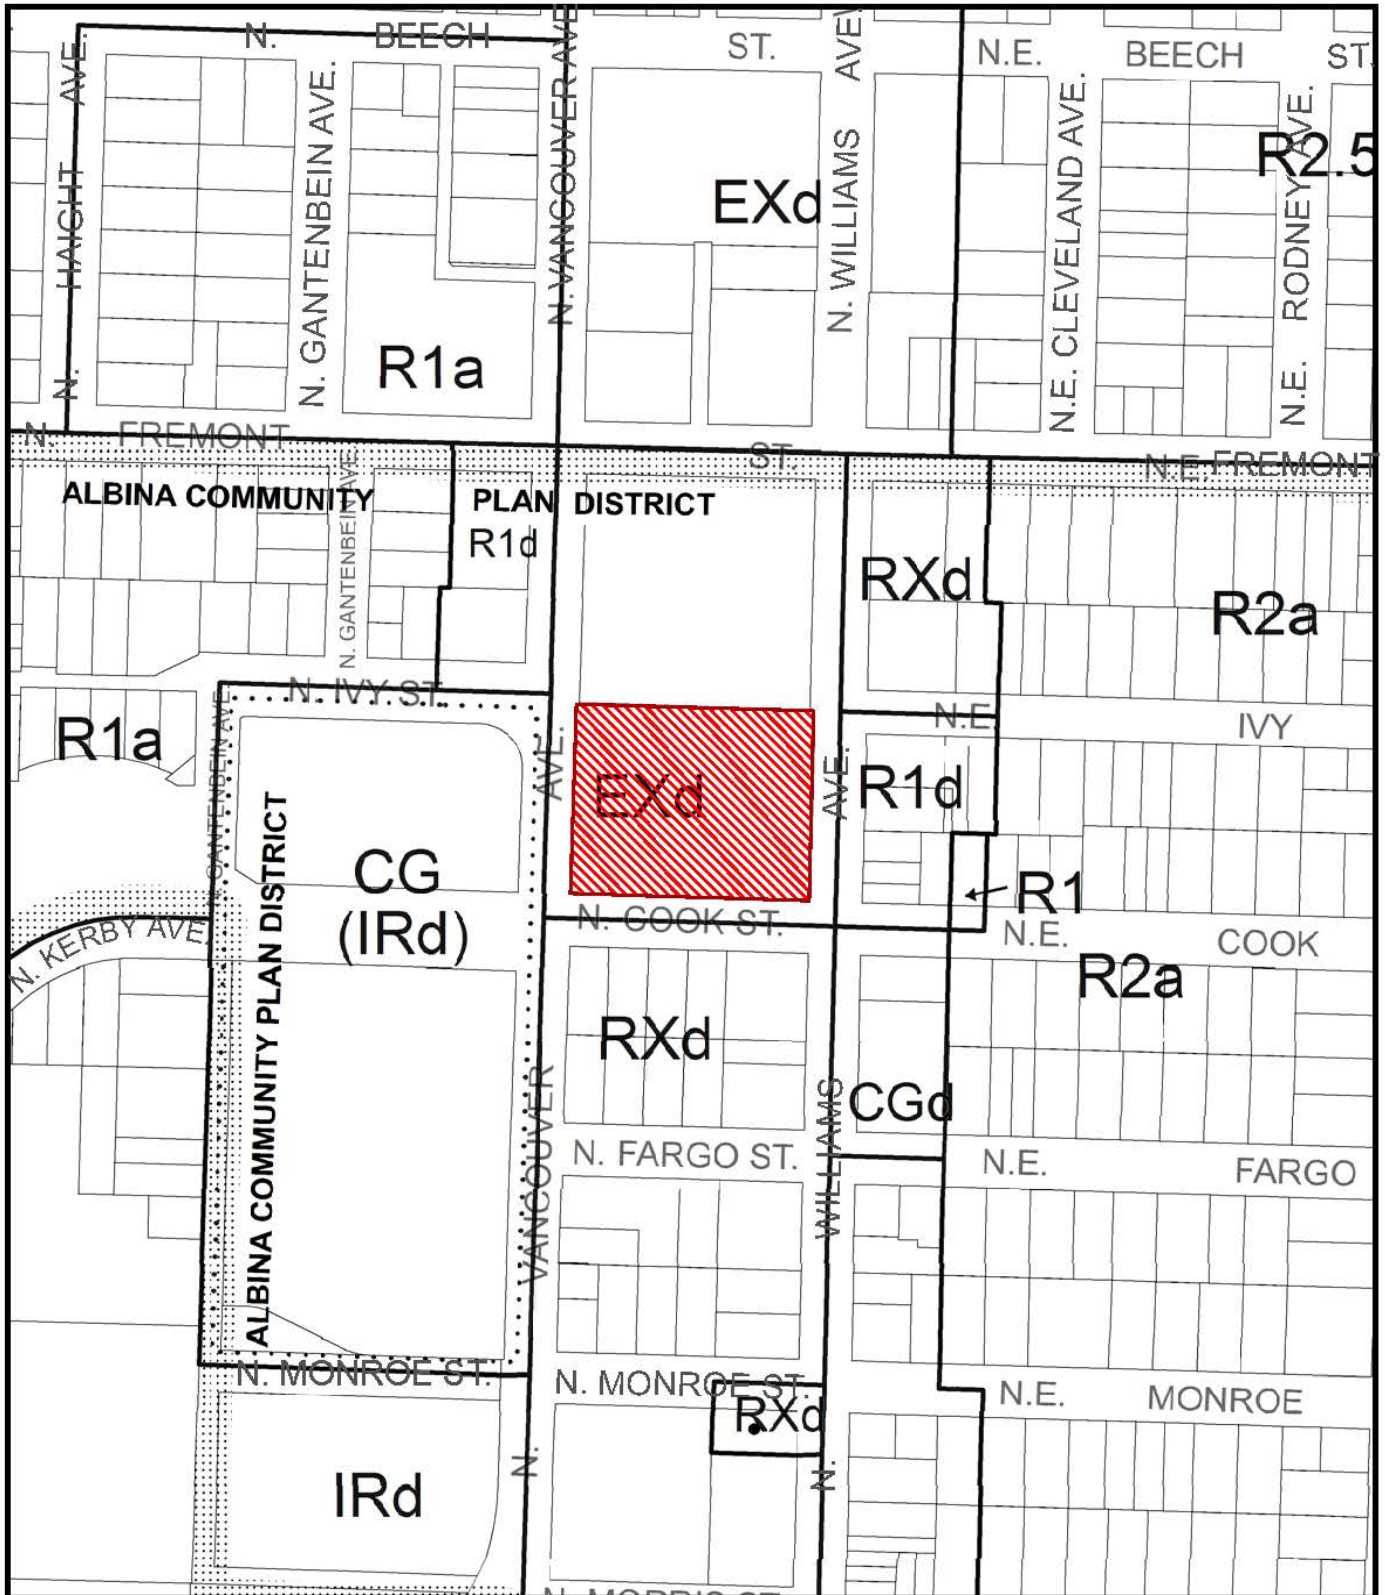 N. BEECH ST.
N.E. BEECH ST.
N. HAIGHT AVE.
N. GANTENBEIN AVE.
N. VANCOUVER AVE.
N. WILLIAMS AVE.
N.E. CLEVELAND AVE.
N.E. RODNEY AVE.
R2.5
EXd
R1a
N. FREMONT ST.
N.E. FREMONT
ALBINA COMMUNITY PLAN DISTRICT
N. GANTENBEIN AVE.
R1d
RXd
R2a
N. IVY ST.
N.E. IVY
R1a
N. GANTENBEIN AVE.
AVE.
EXd
AVE.
R1d
ALBINA COMMUNITY PLAN DISTRICT
CG
(IRd)
R1
N. KERBY AVE.
N. COOK ST.
N.E. COOK
R2a
RXd
CGd
N. VANCOUVER
N. WILLIAMS
N. FARGO ST.
N.E. FARGO
N. MONROE ST.
N. MONROE ST.
N.E. MONROE
RXd
IRd
N. MORRIS ST.